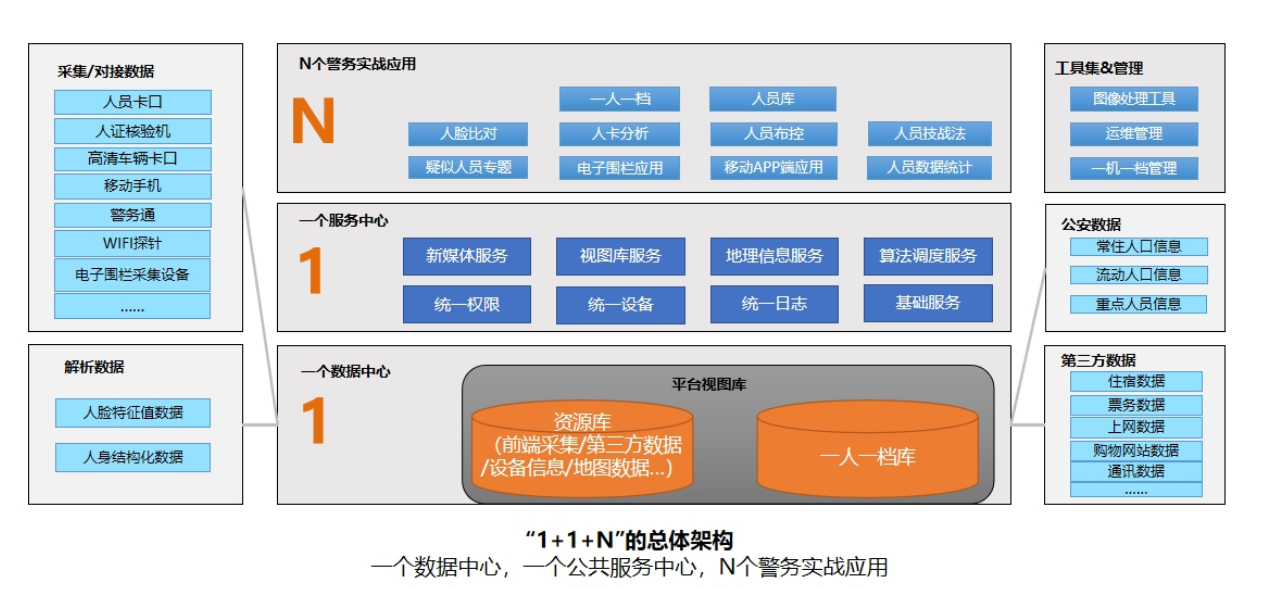 采集/对接数据
人员卡口
人证核验机
高清车辆卡口
移动手机
警务通
WIFI探针
电子围栏采集设备
......
解析数据
人脸特征值数据
人身结构化数据
N个警务实战应用
N
一人一档
人员库
人脸比对
人卡分析
人员布控
人员技战法
疑似人员专题
电子围栏应用
移动APP端应用
人员数据统计
一个服务中心
1
新媒体服务
视图库服务
地理信息服务
算法调度服务
统一权限
统一设备
统一日志
基础服务
一个数据中心
1
平台视图库
资源库
（前端采集/第三方数据
/设备信息/地图数据...）
一人一档库
工具集&管理
图像处理工具
运维管理
一机一档管理
公安数据
常住人口信息
流动人口信息
重点人员信息
第三方数据
住宿数据
票务数据
上网数据
购物网站数据
通讯数据
......
“1+1+N”的总体架构
一个数据中心，一个公共服务中心，N个警务实战应用